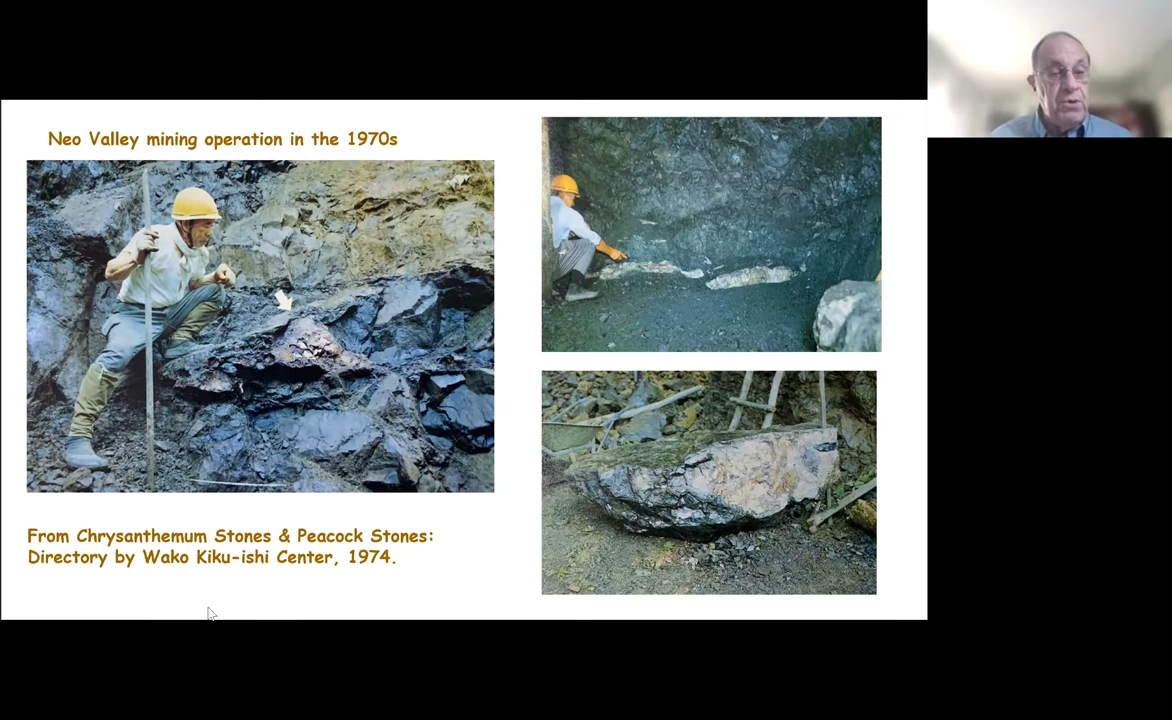 Neo Valley mining operation in the 1970s
From Chrysanthemum Stones & Peacock Stones:
Directory by Wako Kiku-ishi Center, 1974.